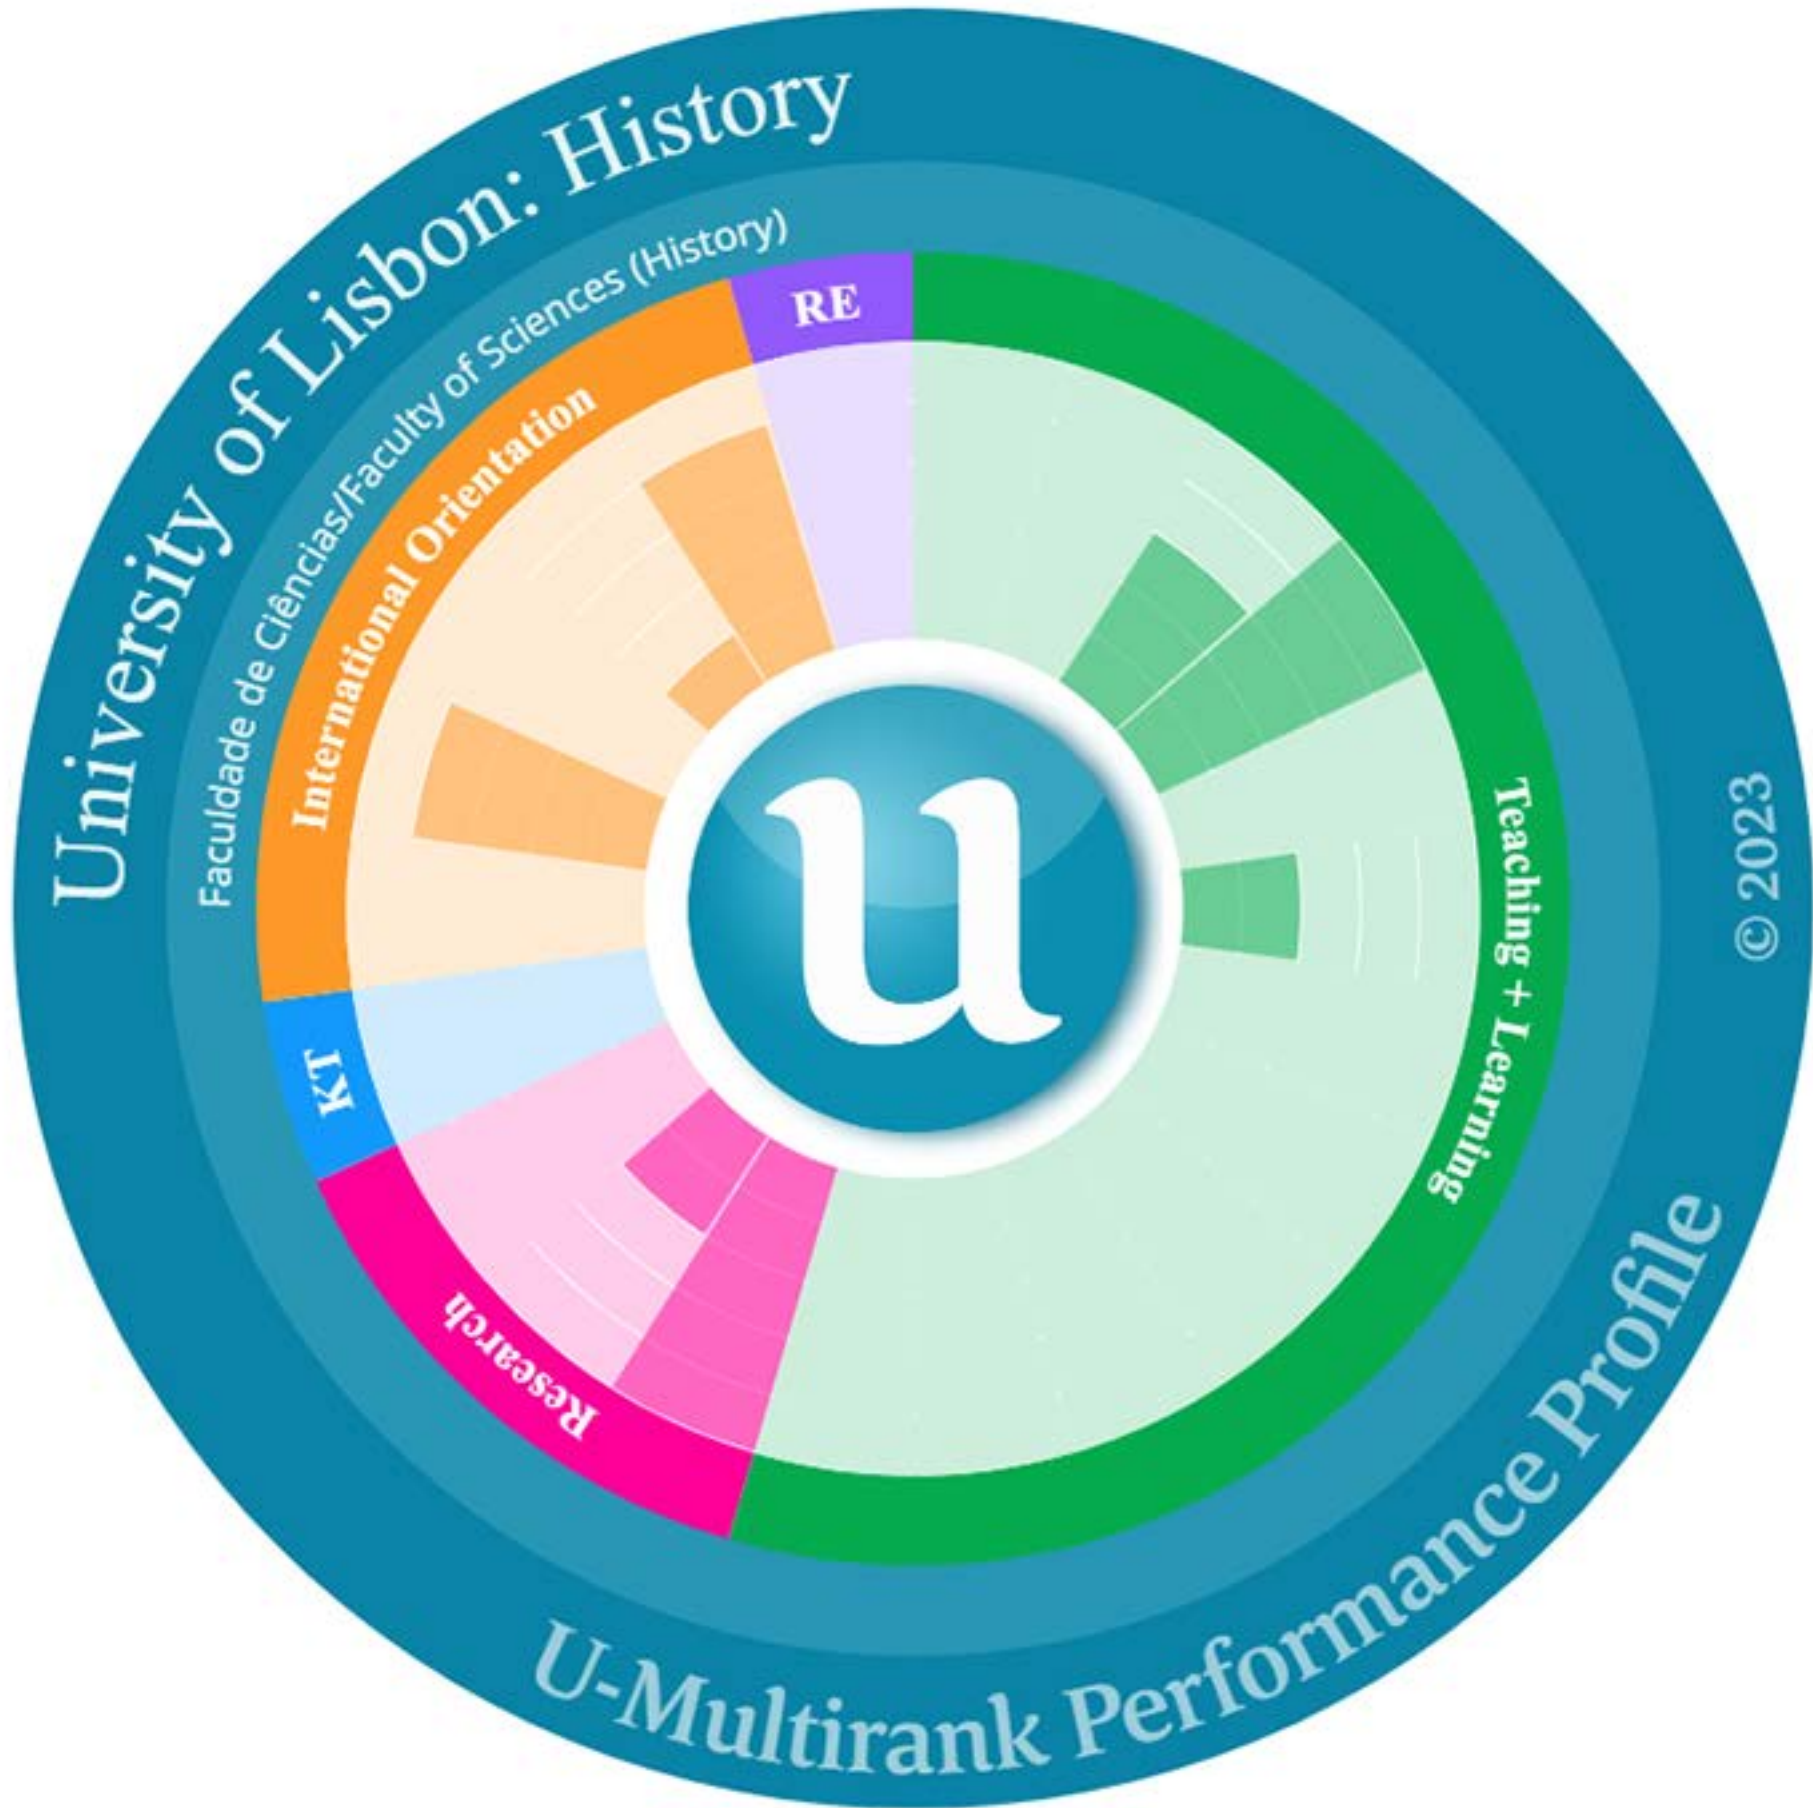 University of Lisbon: History
Faculdade de Ciências/Faculty of Sciences (History)
RE
International Orientation
Teaching + Learning
KT
Research
u
© 2023
U-Multirank Performance Profile